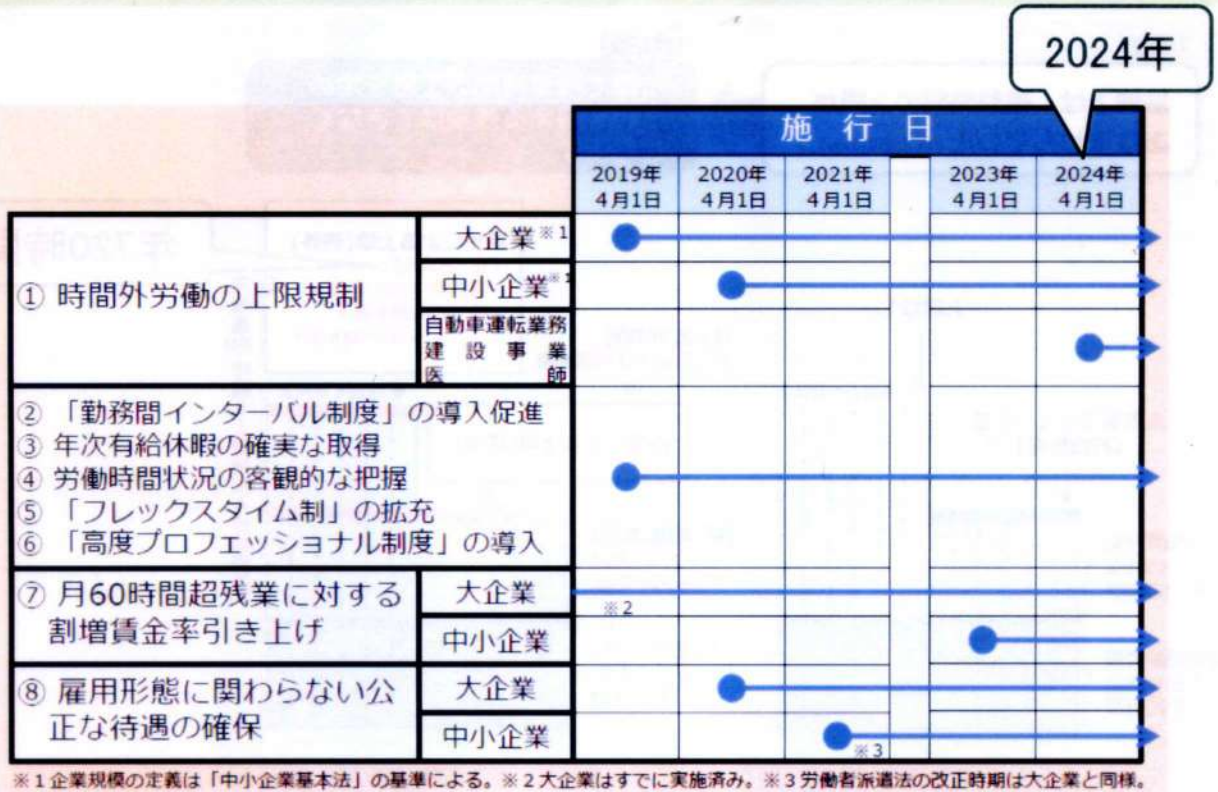 2024年
施行日
2019年 2020年 2021年 2023年 2024年
4月1日 4月1日 4月1日 4月1日 4月1日
① 時間外労働の上限規制
大企業※1
中小企業※1
自動車運転業務
建設事業
医師
② 「勤務間インターバル制度」の導入促進
③ 年次有給休暇の確実な取得
④ 労働時間状況の客観的な把握
⑤ 「フレックスタイム制」の拡充
⑥ 「高度プロフェッショナル制度」の導入
⑦ 月60時間超残業に対する
割増賃金率引き上げ
大企業
※2
中小企業
⑧ 雇用形態に関わらない公
正な待遇の確保
大企業
中小企業
※3
※1企業規模の定義は「中小企業基本法」の基準による。※2大企業はすでに実施済み。※3労働者派遣法の改正時期は大企業と同様。